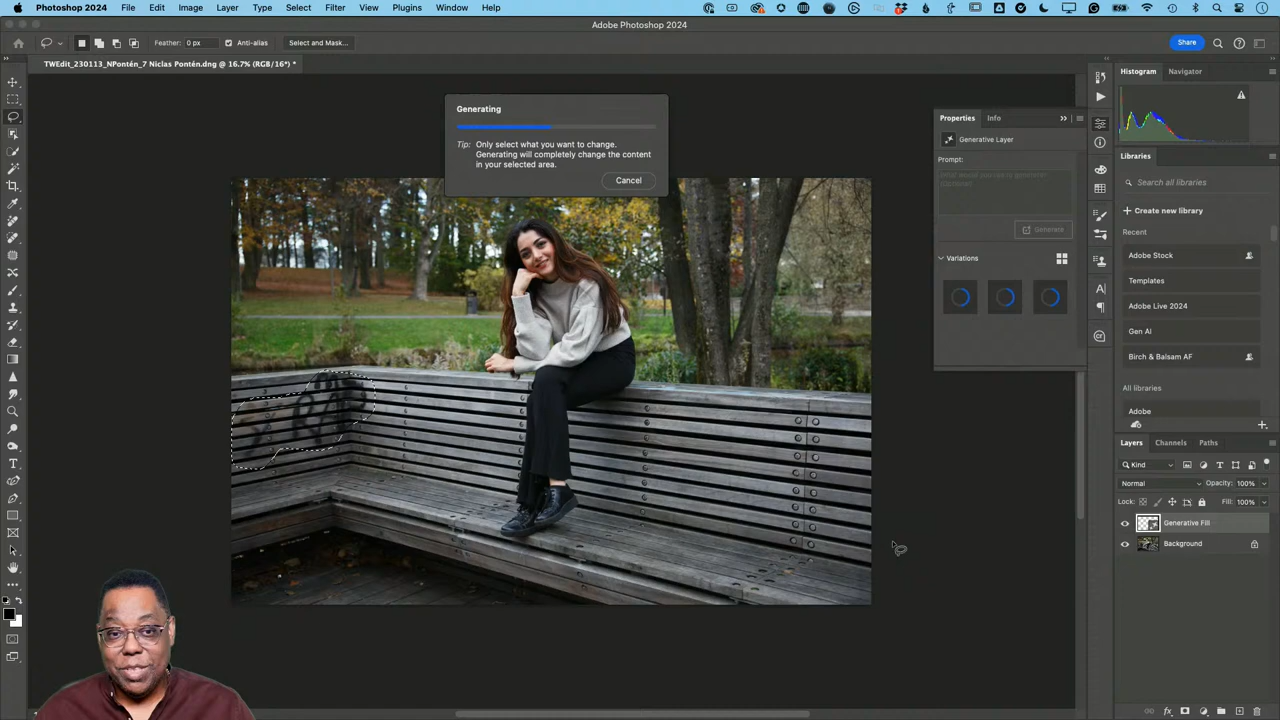 Adobe Photoshop 2024 File Edit Image Layer Type Select Filter View Plugins Window Help
Adobe Photoshop 2024
Feather: 0 px Anti-alias Select and Mask... Share
TWEdit_230113_NPontén_7 Niclas Pontén.dng @ 16.7% (RGB/16*) *
Generating
Tip: Only select what you want to change.
Generating will completely change the content
in your selected area.
Cancel
Properties Info
Generative Layer
Prompt:
Generate
Variations
Histogram Navigator
Libraries
Search all libraries
Create new library
Recent
Adobe Stock
Templates
Adobe Live 2024
Gen AI
Birch & Balsam AF
All libraries
Adobe
Layers Channels Paths
Kind
Normal Opacity: 100%
Lock: Fill: 100%
Generative Fill
Background